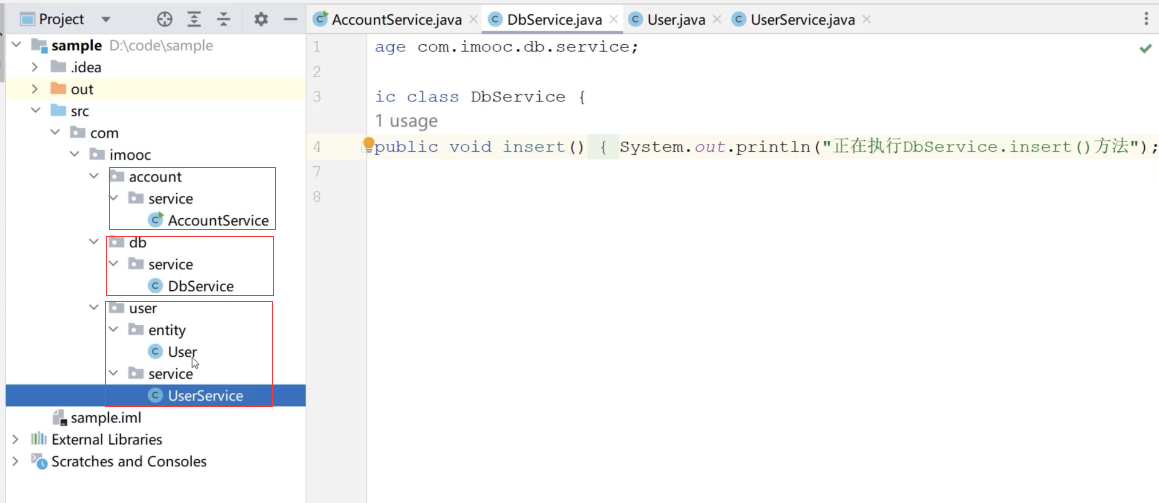 Project
AccountService.java
DbService.java
User.java
UserService.java
sample D:\code\sample
.idea
out
src
com
imooc
account
service
AccountService
db
service
DbService
user
entity
User
service
UserService
sample.iml
External Libraries
Scratches and Consoles
1 age com.imooc.db.service;
2
3 ic class DbService {
1 usage
4 public void insert() { System.out.println("正在执行DbService.insert()方法");
7
8